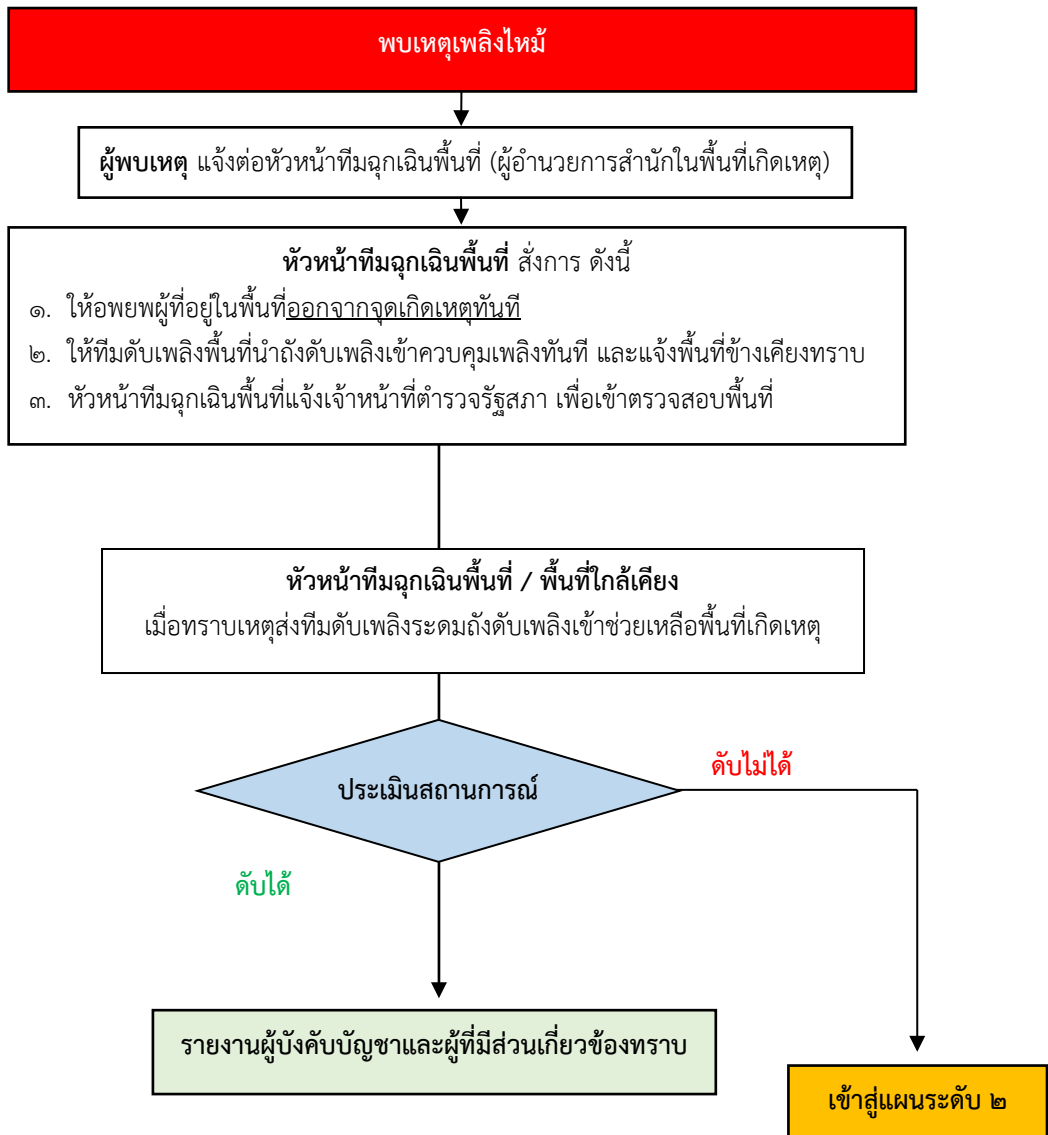 พบเหตุเพลิงไหม้
ผู้พบเหตุ แจ้งต่อหัวหน้าทีมฉุกเฉินพื้นที่ (ผู้อำนวยการสำนักในพื้นที่เกิดเหตุ)
หัวหน้าทีมฉุกเฉินพื้นที่ สั่งการ ดังนี้
๑. ให้อพยพผู้ที่อยู่ในพื้นที่ออกจากจุดเกิดเหตุทันที
๒. ให้ทีมดับเพลิงพื้นที่นำถังดับเพลิงเข้าควบคุมเพลิงทันที และแจ้งพื้นที่ข้างเคียงทราบ
๓. หัวหน้าทีมฉุกเฉินพื้นที่แจ้งเจ้าหน้าที่ตำรวจรัฐสภา เพื่อเข้าตรวจสอบพื้นที่
หัวหน้าทีมฉุกเฉินพื้นที่ / พื้นที่ใกล้เคียง
เมื่อทราบเหตุส่งทีมดับเพลิงระดมถังดับเพลิงเข้าช่วยเหลือพื้นที่เกิดเหตุ
ดับไม่ได้
ประเมินสถานการณ์
ดับได้
รายงานผู้บังคับบัญชาและผู้ที่มีส่วนเกี่ยวข้องทราบ
เข้าสู่แผนระดับ ๒